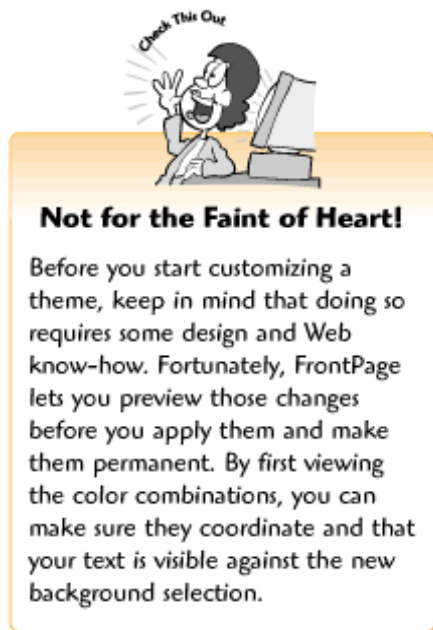 Check This Out
Not for the Faint of Heart!
Before you start customizing a
theme, keep in mind that doing so
requires some design and Web
know-how. Fortunately, FrontPage
lets you preview those changes
before you apply them and make
them permanent. By first viewing
the color combinations, you can
make sure they coordinate and that
your text is visible against the new
background selection.